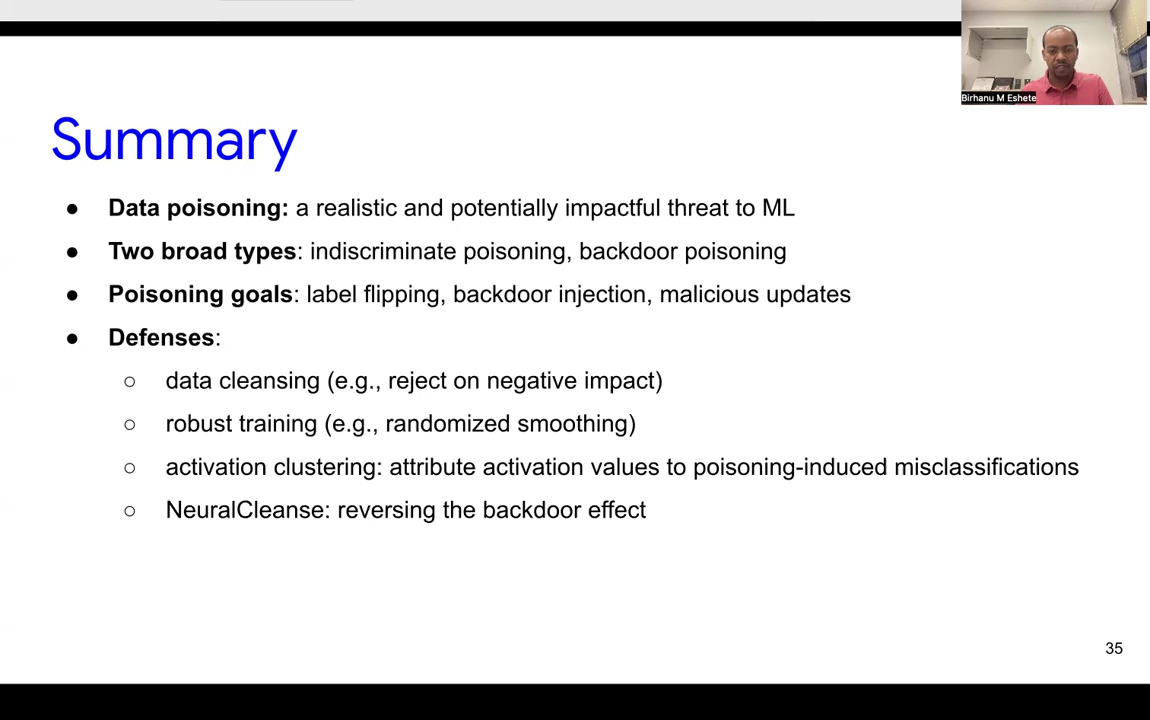 Birhanu M Eshete
Summary
● Data poisoning: a realistic and potentially impactful threat to ML
● Two broad types: indiscriminate poisoning, backdoor poisoning
● Poisoning goals: label flipping, backdoor injection, malicious updates
● Defenses:
○ data cleansing (e.g., reject on negative impact)
○ robust training (e.g., randomized smoothing)
○ activation clustering: attribute activation values to poisoning-induced misclassifications
○ NeuralCleanse: reversing the backdoor effect
35